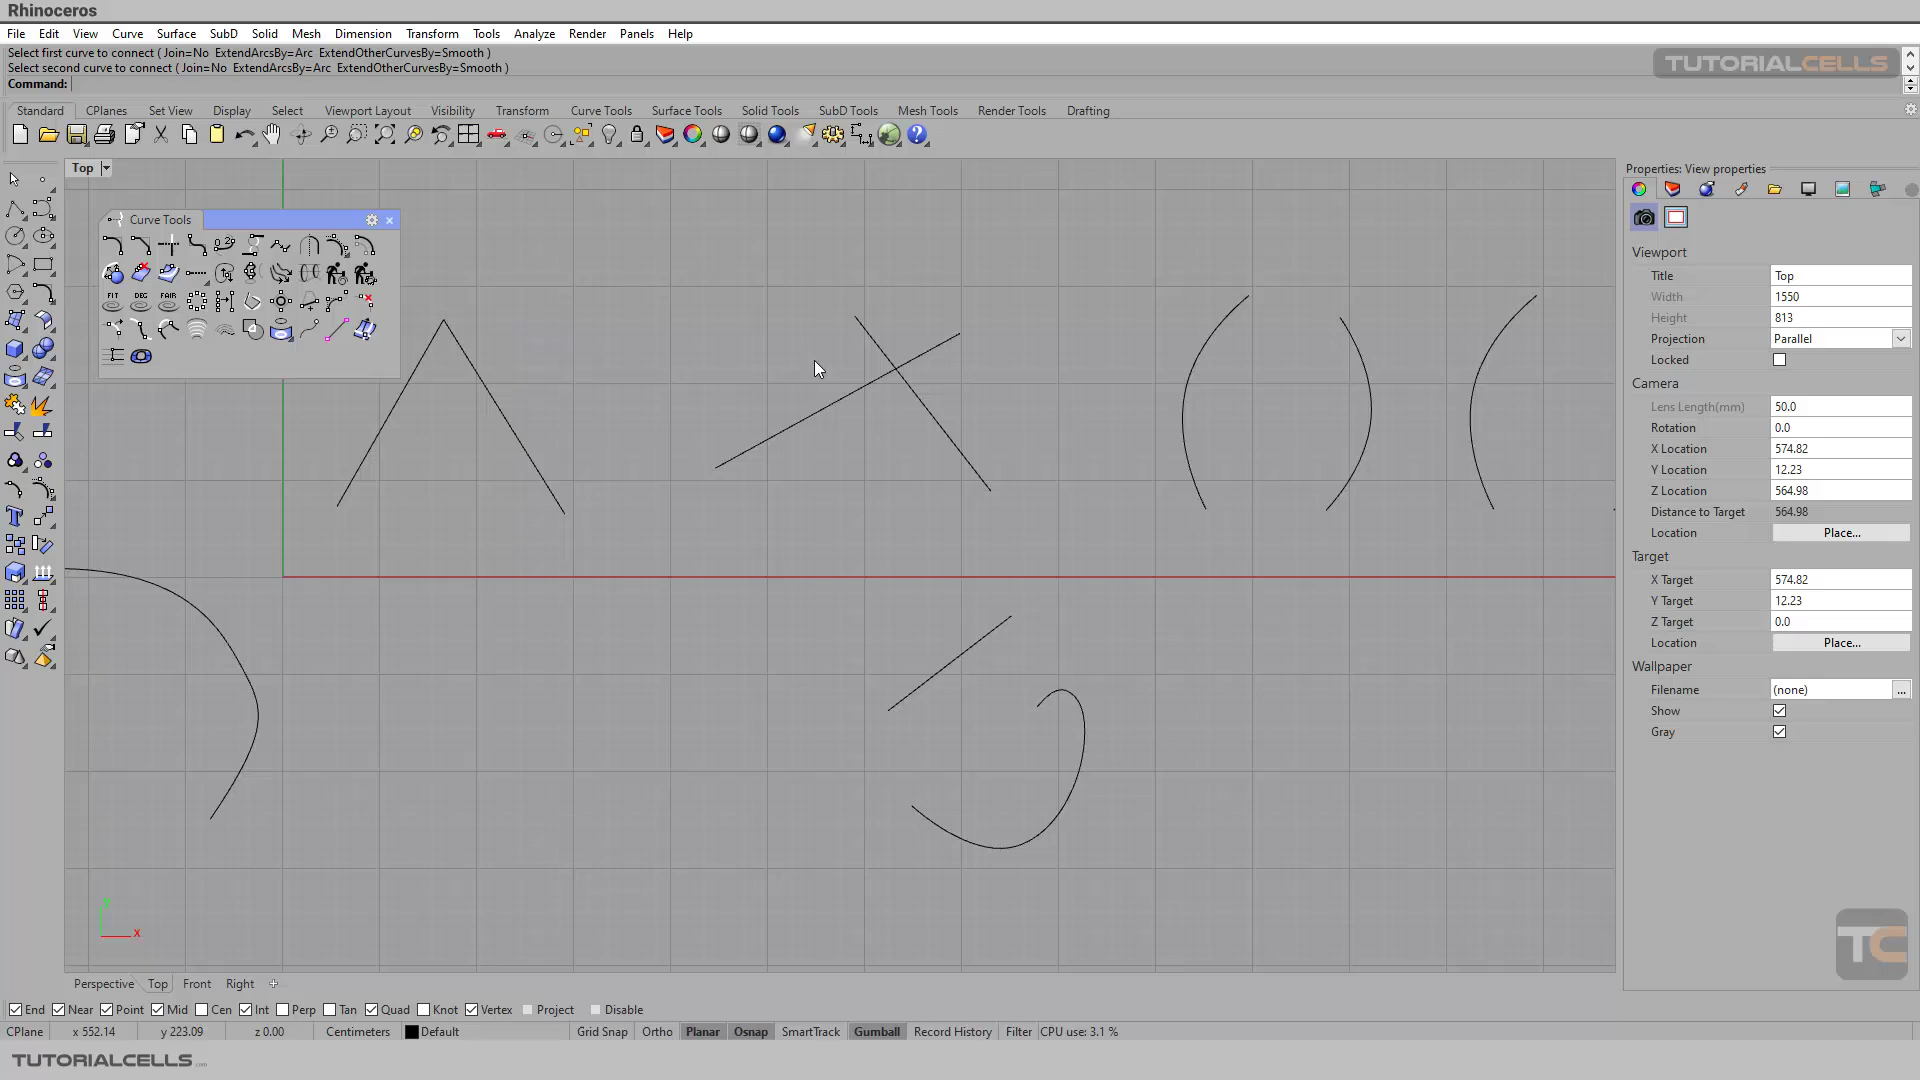 Rhinoceros
File Edit View Curve Surface SubD Solid Mesh Dimension Transform Tools Analyze Render Panels Help
Select first curve to connect ( Join=No ExtendArcsBy=Arc ExtendOtherCurvesBy=Smooth )
Select second curve to connect ( Join=No ExtendArcsBy=Arc ExtendOtherCurvesBy=Smooth )
TUTORIALCELLS
Command:
Standard CPlanes Set View Display Select Viewport Layout Visibility Transform Curve Tools Surface Tools Solid Tools SubD Tools Mesh Tools Render Tools Drafting
Top
Curve Tools
FIT DEG FAIR
Properties: View properties
Viewport
Title Top
Width 1550
Height 813
Projection Parallel
Locked
Camera
Lens Length(mm) 50.0
Rotation 0.0
X Location 574.82
Y Location 12.23
Z Location 564.98
Distance to Target 564.98
Location Place...
Target
X Target 574.82
Y Target 12.23
Z Target 0.0
Location Place...
Wallpaper
Filename (none) ...
Show
Gray
y
x
TC
Perspective Top Front Right
End Near Point Mid Cen Int Perp Tan Quad Knot Vertex Project Disable
CPlane x 552.14 y 223.09 z 0.00 Centimeters Default Grid Snap Ortho Planar Osnap SmartTrack Gumball Record History Filter CPU use: 3.1 %
TUTORIALCELLS